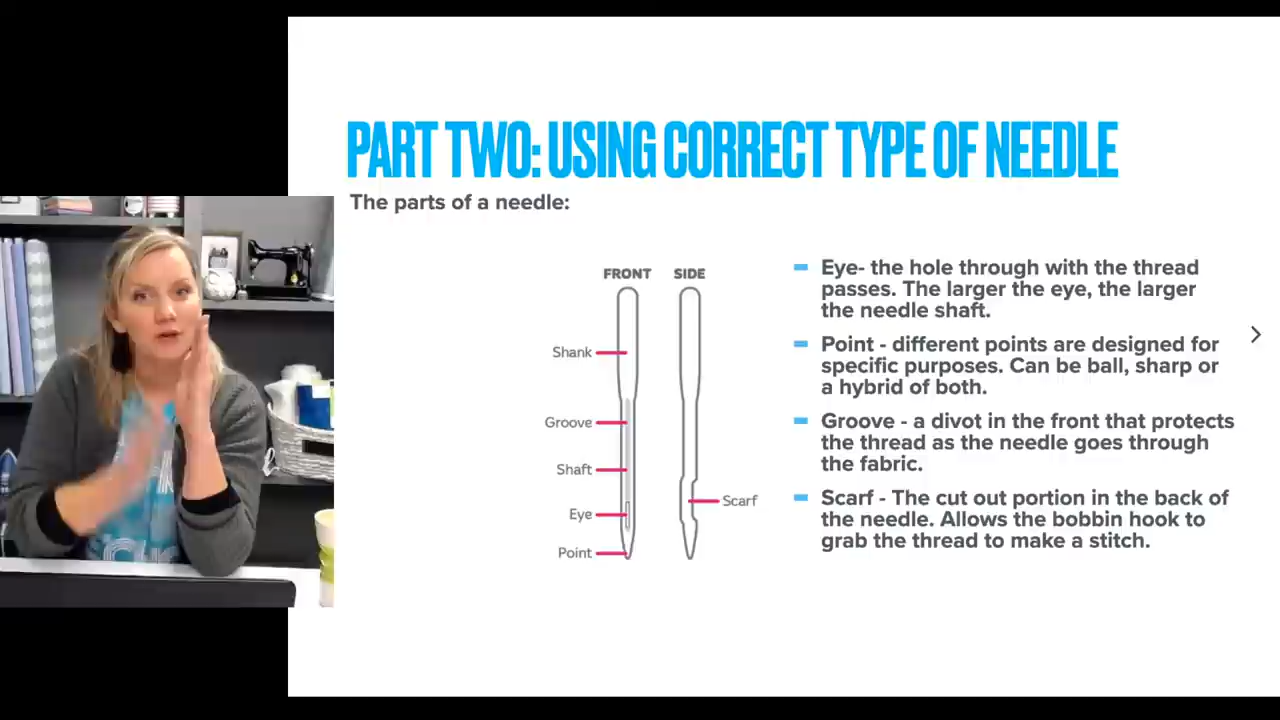 PART TWO: USING CORRECT TYPE OF NEEDLE
The parts of a needle:
FRONT
SIDE
Shank
Groove
Shaft
Eye
Point
Scarf
Eye- the hole through with the thread
passes. The larger the eye, the larger
the needle shaft.
Point - different points are designed for
specific purposes. Can be ball, sharp or
a hybrid of both.
Groove - a divot in the front that protects
the thread as the needle goes through
the fabric.
Scarf - The cut out portion in the back of
the needle. Allows the bobbin hook to
grab the thread to make a stitch.